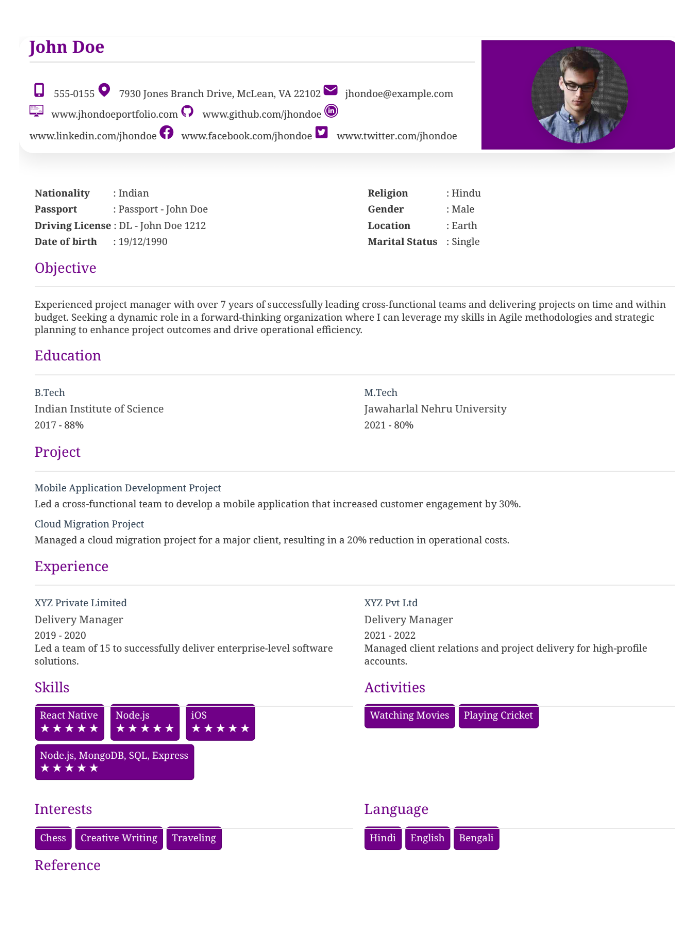 John Doe
555-0155 7930 Jones Branch Drive, McLean, VA 22102 jhondoe@example.com
www.jhondoeportfolio.com www.github.com/jhondoe in
www.linkedin.com/jhondoe www.facebook.com/jhondoe www.twitter.com/jhondoe
Nationality : Indian
Passport : Passport - John Doe
Driving License : DL - John Doe 1212
Date of birth : 19/12/1990
Religion : Hindu
Gender : Male
Location : Earth
Marital Status : Single
Objective
Experienced project manager with over 7 years of successfully leading cross-functional teams and delivering projects on time and within
budget. Seeking a dynamic role in a forward-thinking organization where I can leverage my skills in Agile methodologies and strategic
planning to enhance project outcomes and drive operational efficiency.
Education
B.Tech
Indian Institute of Science
2017 - 88%
M.Tech
Jawaharlal Nehru University
2021 - 80%
Project
Mobile Application Development Project
Led a cross-functional team to develop a mobile application that increased customer engagement by 30%.
Cloud Migration Project
Managed a cloud migration project for a major client, resulting in a 20% reduction in operational costs.
Experience
XYZ Private Limited
Delivery Manager
2019 - 2020
Led a team of 15 to successfully deliver enterprise-level software
solutions.
XYZ Pvt Ltd
Delivery Manager
2021 - 2022
Managed client relations and project delivery for high-profile
accounts.
Skills
React Native
★★★★★
Node.js
★★★★★
iOS
★★★★★
Node.js, MongoDB, SQL, Express
★★★★★
Activities
Watching Movies
Playing Cricket
Interests
Chess
Creative Writing
Traveling
Language
Hindi
English
Bengali
Reference